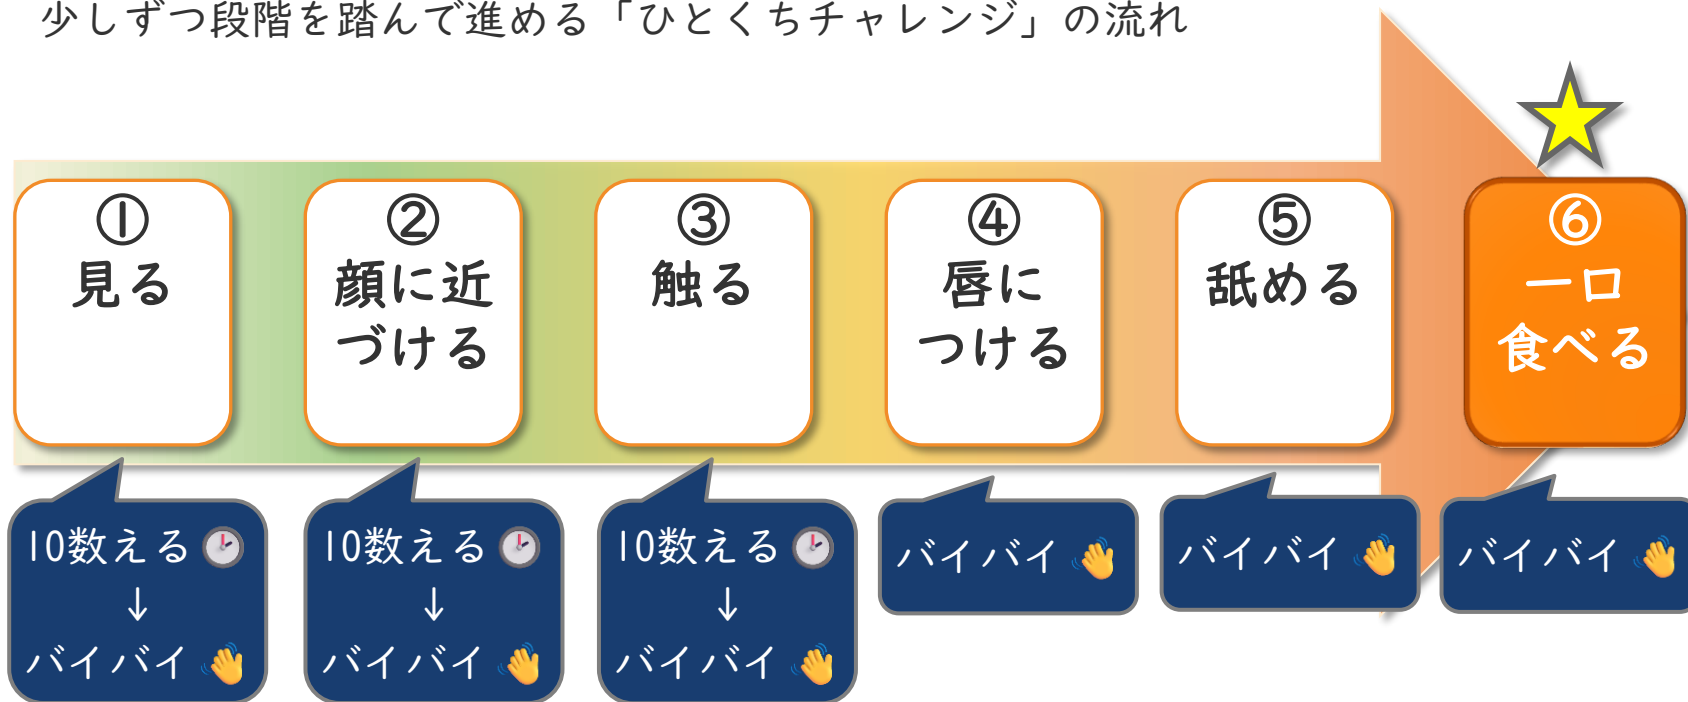 少しずつ段階を踏んで進める「ひとくちチャレンジ」の流れ
①
見る
②
顔に近
づける
③
触る
④
唇に
つける
⑤
舐める
⑥
一口
食べる
10数える🕐
↓
バイバイ👋
10数える🕐
↓
バイバイ👋
10数える🕐
↓
バイバイ👋
バイバイ👋
バイバイ👋
バイバイ👋